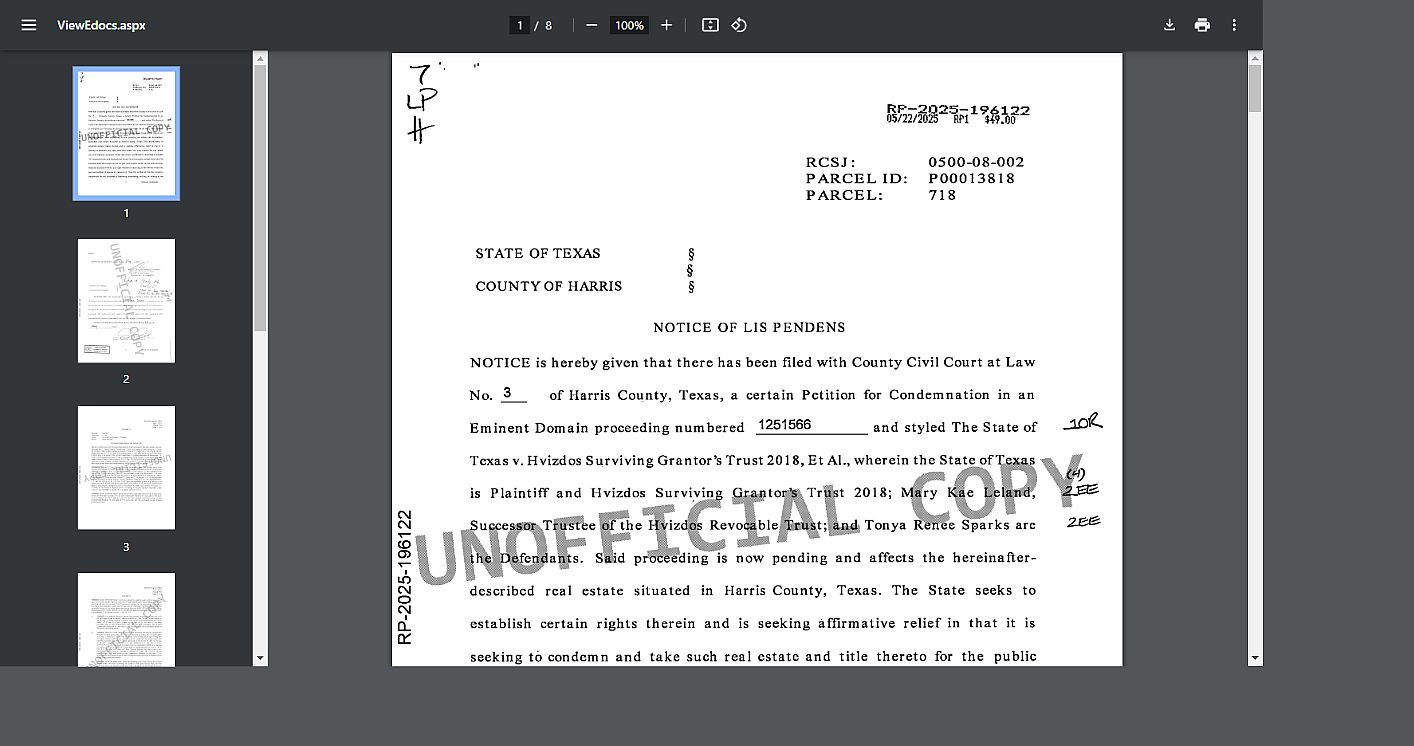 ViewEdocs.aspx
1 / 8
100%
1
2
3
7
LP
RP-2025-196122
05/22/2025 RP1 $49.00
RCSJ: 0500-08-002
PARCEL ID: P00013818
PARCEL: 718
STATE OF TEXAS §
§
COUNTY OF HARRIS §
NOTICE OF LIS PENDENS
NOTICE is hereby given that there has been filed with County Civil Court at Law
No. 3 of Harris County, Texas, a certain Petition for Condemnation in an
Eminent Domain proceeding numbered 1251566 and styled The State of
10R
Texas v. Hvizdos Surviving Grantor's Trust 2018, Et Al., wherein the State of Texas
(4)
is Plaintiff and Hvizdos Surviving Grantor's Trust 2018; Mary Kae Leland,
2EE
Successor Trustee of the Hvizdos Revocable Trust; and Tonya Renee Sparks are
2EE
the Defendants. Said proceeding is now pending and affects the hereinafter-
described real estate situated in Harris County, Texas. The State seeks to
establish certain rights therein and is seeking affirmative relief in that it is
seeking to condemn and take such real estate and title thereto for the public
UNOFFICIAL COPY
RP-2025-196122